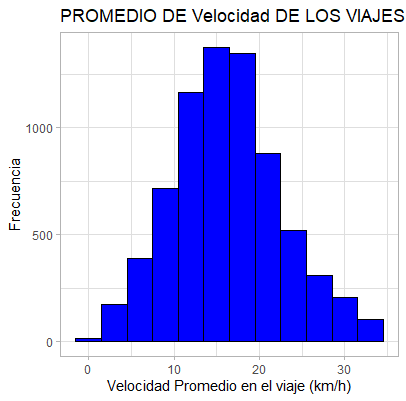 PROMEDIO DE Velocidad DE LOS VIAJES
1000
500
0
Frecuencia
0 10 20 30
Velocidad Promedio en el viaje (km/h)